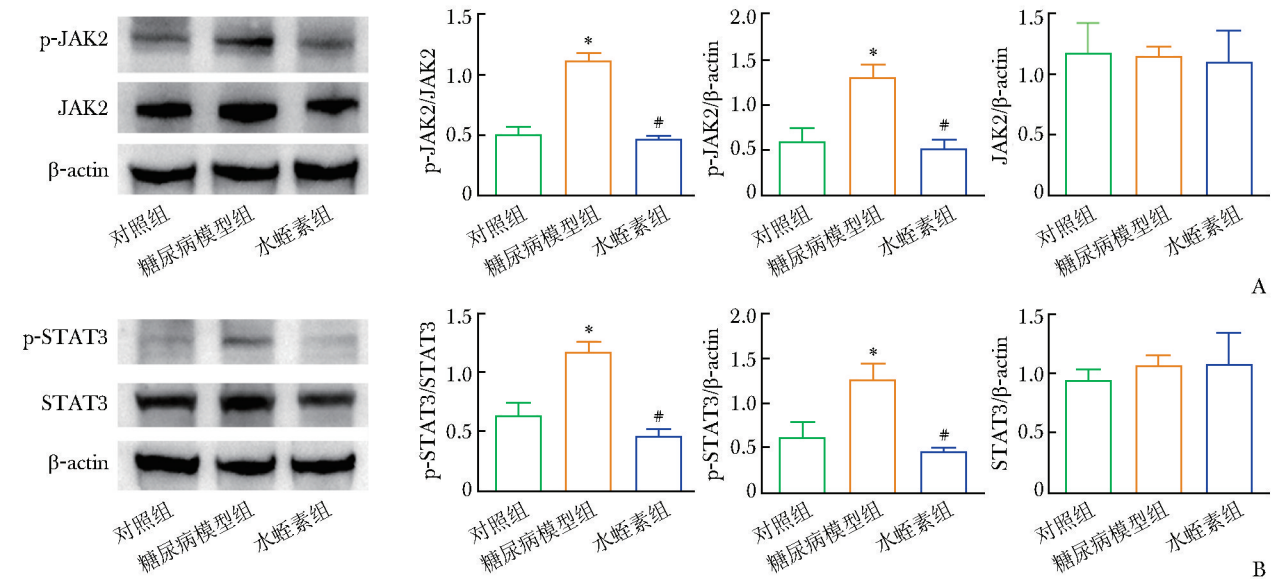 p-JAK2
JAK2
β-actin
对照组
糖尿病模型组
水蛭素组
p-JAK2/JAK2
1.5
1.0
0.5
0
*
#
对照组
糖尿病模型组
水蛭素组
p-JAK2/β-actin
2.0
1.5
1.0
0.5
0
*
#
对照组
糖尿病模型组
水蛭素组
JAK2/β-actin
1.5
1.0
0.5
0
对照组
糖尿病模型组
水蛭素组
A
p-STAT3
STAT3
β-actin
对照组
糖尿病模型组
水蛭素组
p-STAT3/STAT3
1.5
1.0
0.5
0
*
#
对照组
糖尿病模型组
水蛭素组
p-STAT3/β-actin
2.0
1.5
1.0
0.5
0
*
#
对照组
糖尿病模型组
水蛭素组
STAT3/β-actin
1.5
1.0
0.5
0
对照组
糖尿病模型组
水蛭素组
B